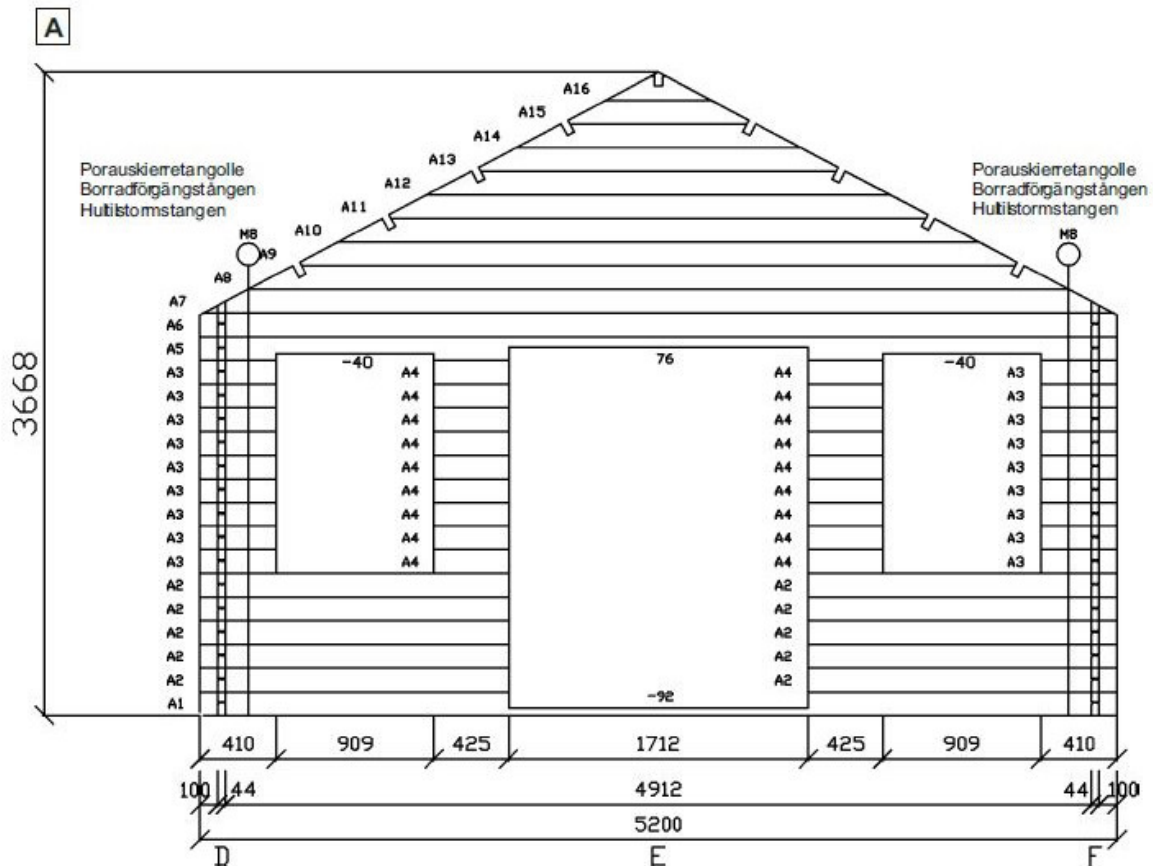 A
A16
A15
A14
A13
A12
A11
A10
A9
A8
A7
A6
A5
Porauskierretangolle
Borradförgängstången
Hultilstormstangen
M8
Porauskierretangolle
Borradförgängstången
Hultilstormstangen
M8
3668
-40 76 -40
A3 A4 A4 A3
A3 A4 A4 A3
A3 A4 A4 A3
A3 A4 A4 A3
A3 A4 A4 A3
A3 A4 A4 A3
A3 A4 A4 A3
A3 A4 A4 A3
A3 A4 A4 A3
A2 A2
A2 A2
A2 A2
A2 A2
A2 A2
A1 -92
410 909 425 1712 425 909 410
100 44 4912 44 100
5200
D E F